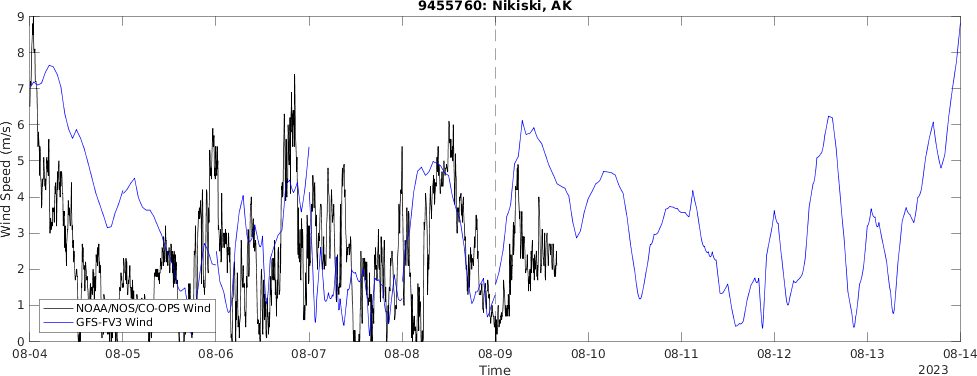 9455760: Nikiski, AK
Wind Speed (m/s)
9
8
7
6
5
4
3
2
1
0
NOAA/NOS/CO-OPS Wind
GFS-FV3 Wind
08-04 08-05 08-06 08-07 08-08 08-09 08-10 08-11 08-12 08-13 08-14
Time
2023